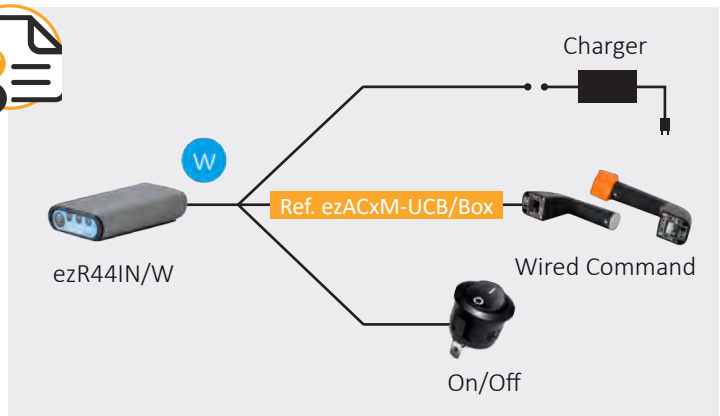 Charger
W
Ref. ezACxM-UCB/Box
ezR44IN/W
Wired Command
On/Off